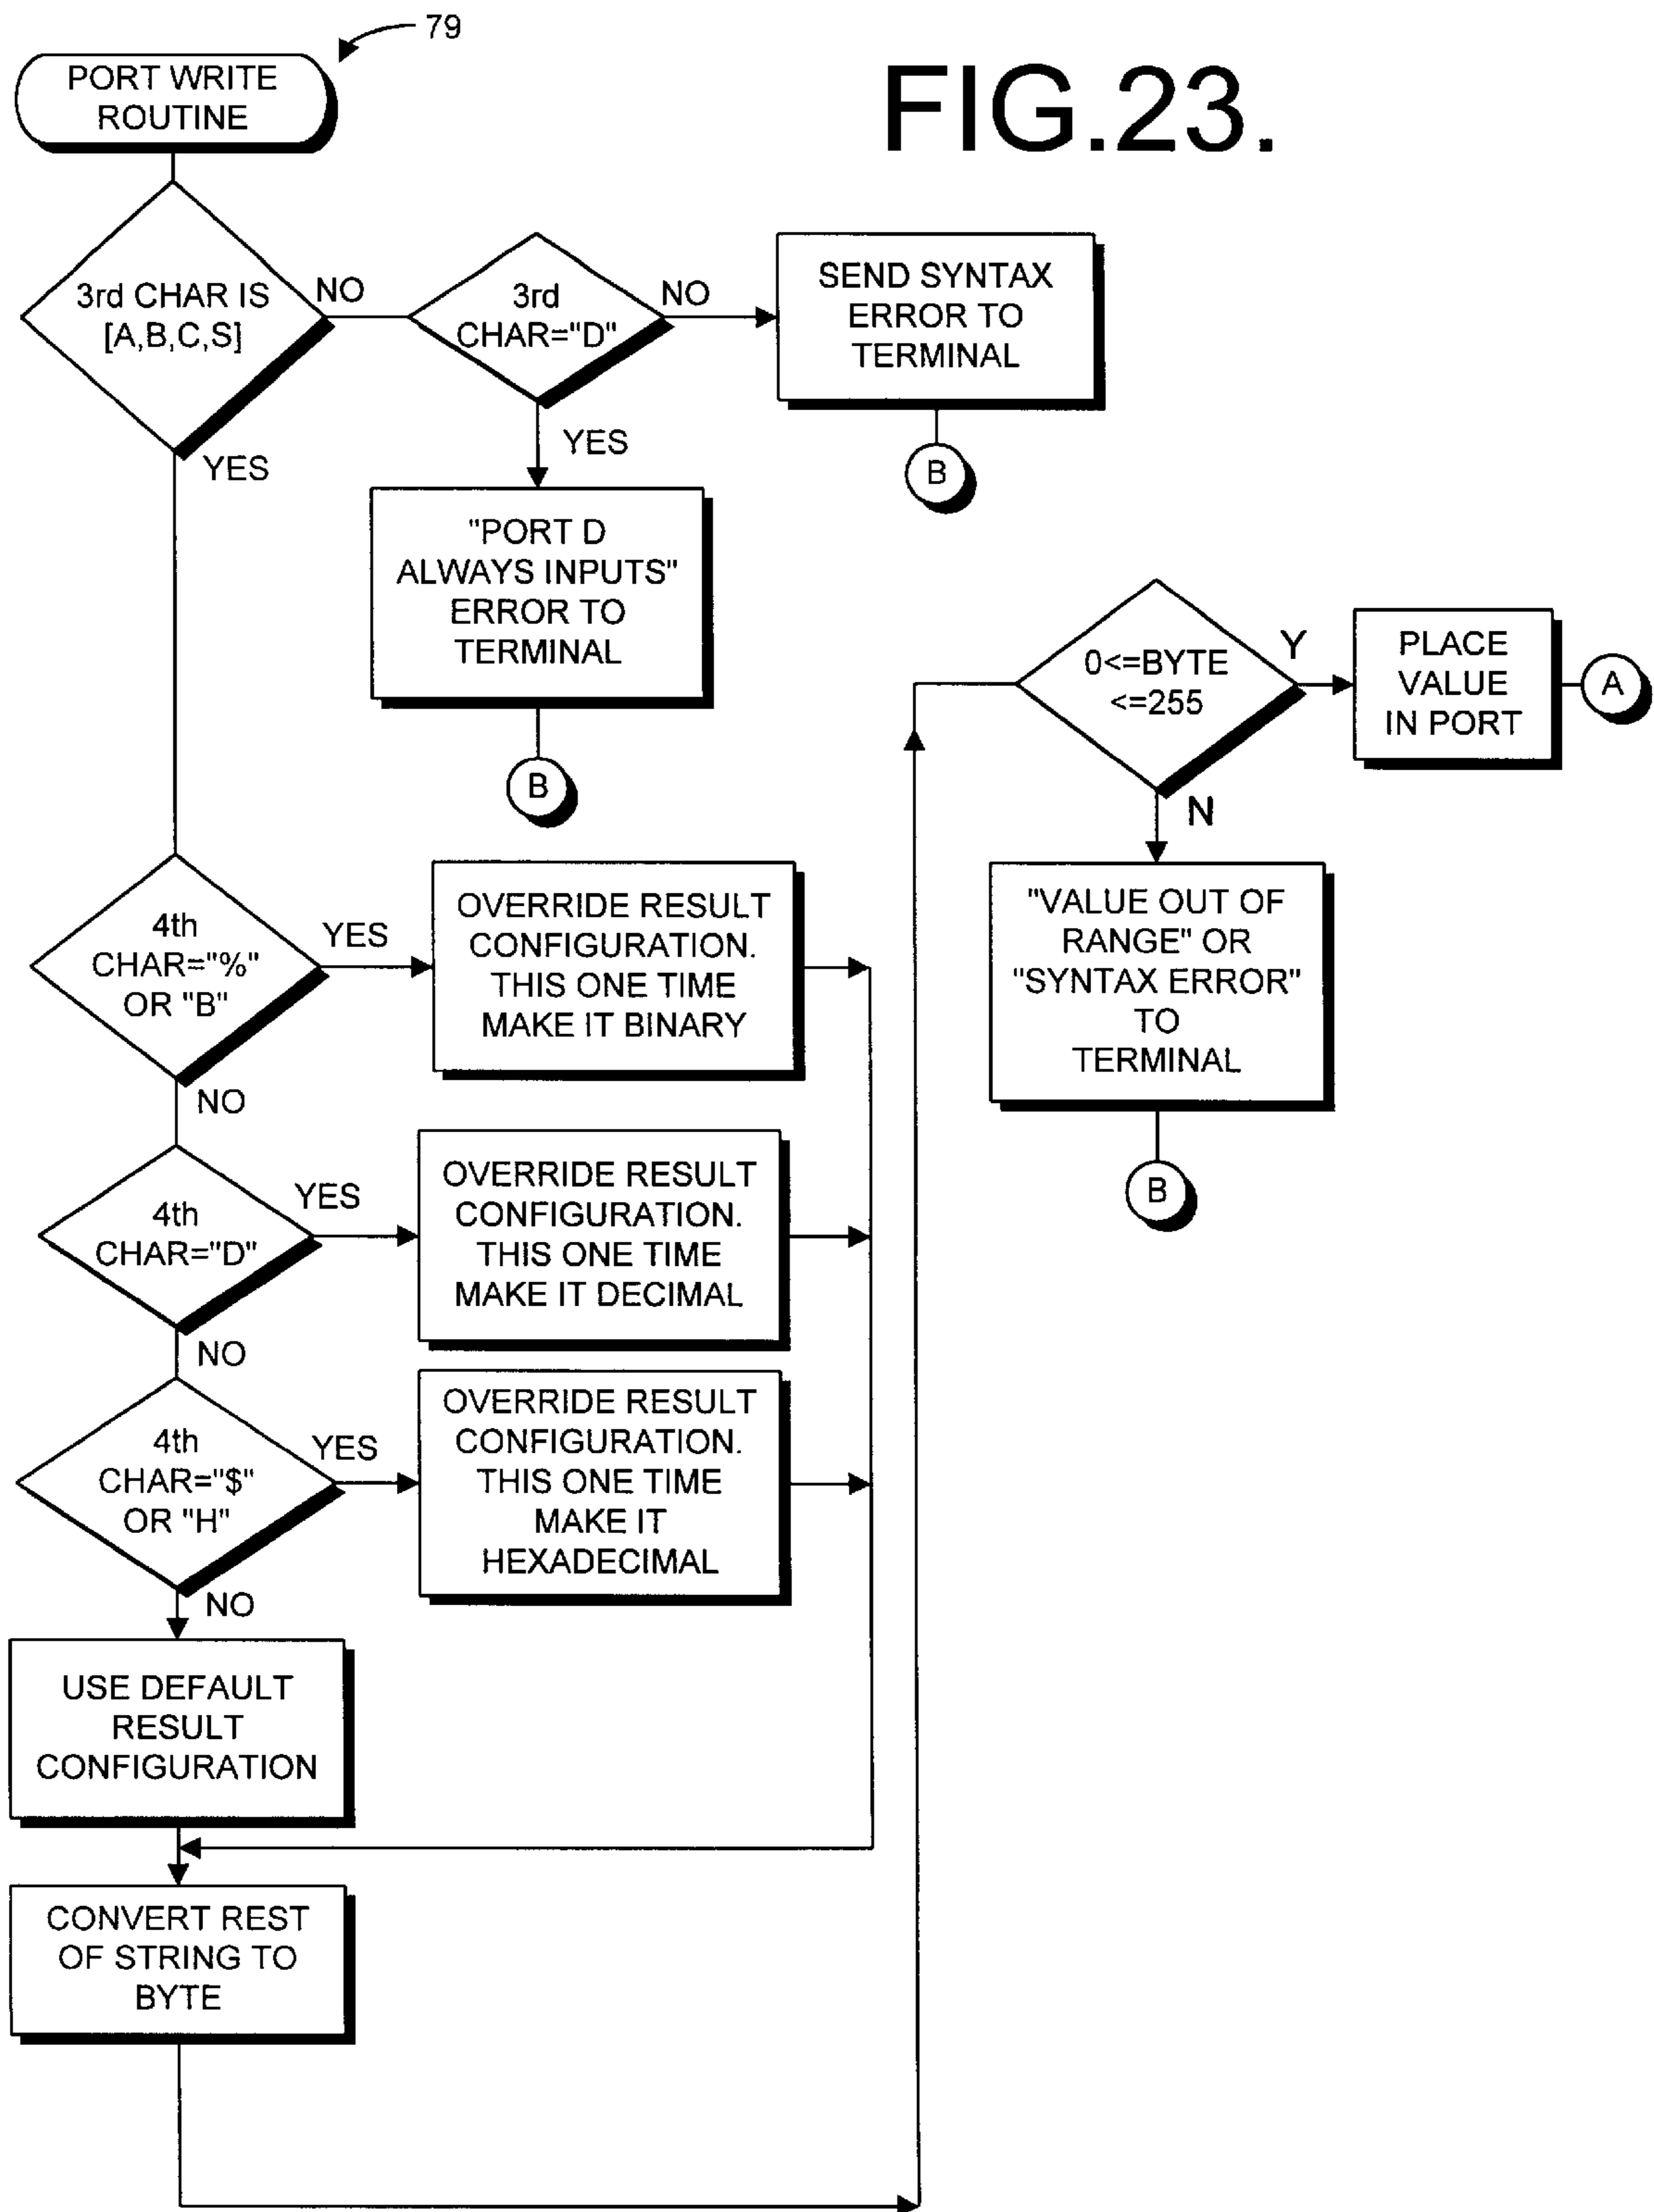 79
PORT WRITE
ROUTINE
FIG.23.
3rd CHAR IS
[A,B,C,S]
NO
YES
3rd
CHAR="D"
NO
YES
SEND SYNTAX
ERROR TO
TERMINAL
B
"PORT D
ALWAYS INPUTS"
ERROR TO
TERMINAL
B
4th
CHAR="%"
OR "B"
YES
NO
OVERRIDE RESULT
CONFIGURATION.
THIS ONE TIME
MAKE IT BINARY
4th
CHAR="D"
YES
NO
OVERRIDE RESULT
CONFIGURATION.
THIS ONE TIME
MAKE IT DECIMAL
4th
CHAR="$"
OR "H"
YES
NO
OVERRIDE RESULT
CONFIGURATION.
THIS ONE TIME
MAKE IT
HEXADECIMAL
USE DEFAULT
RESULT
CONFIGURATION
CONVERT REST
OF STRING TO
BYTE
0<=BYTE
<=255
Y
N
PLACE
VALUE
IN PORT
A
"VALUE OUT OF
RANGE" OR
"SYNTAX ERROR"
TO
TERMINAL
B